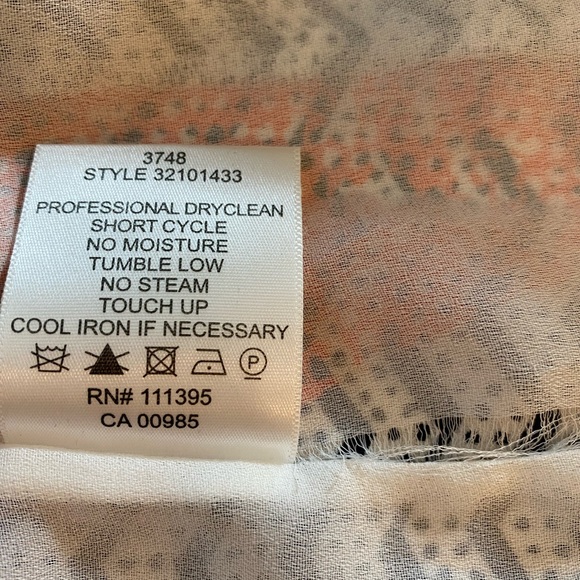 3748
STYLE 32101433
PROFESSIONAL DRYCLEAN
SHORT CYCLE
NO MOISTURE
TUMBLE LOW
NO STEAM
TOUCH UP
COOL IRON IF NECESSARY
P
RN# 111395
CA 00985